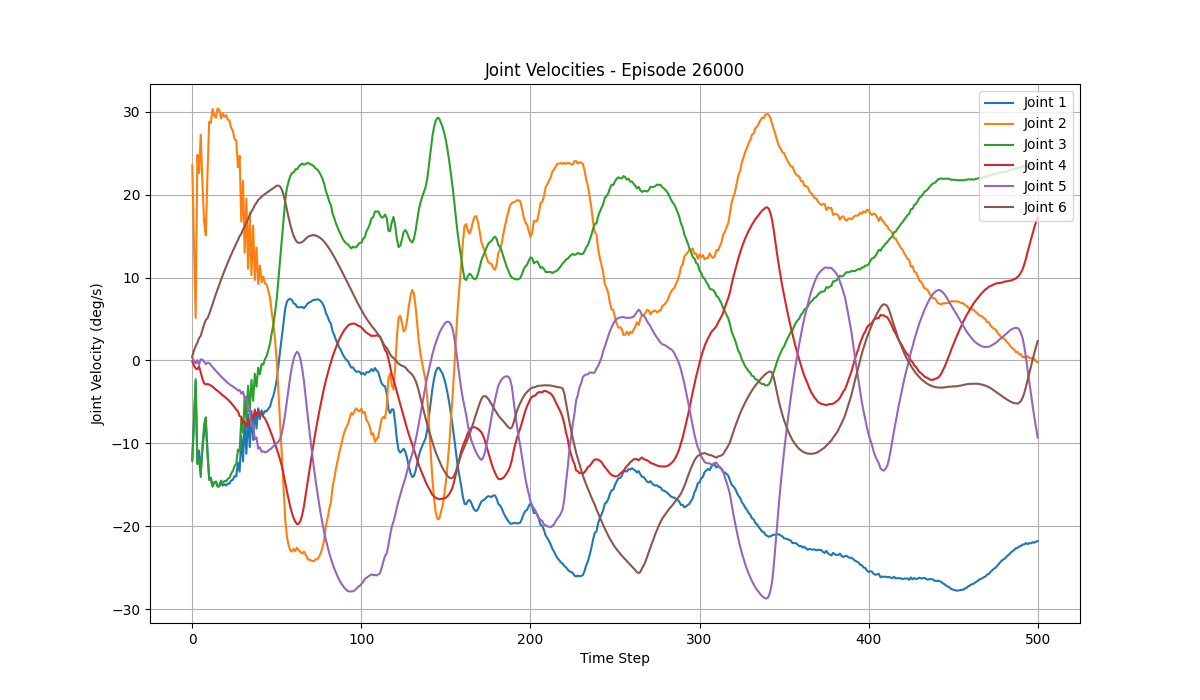 Joint Velocities - Episode 26000
Joint Velocity (deg/s)
30
20
10
0
−10
−20
−30
Joint 1
Joint 2
Joint 3
Joint 4
Joint 5
Joint 6
0 100 200 300 400 500
Time Step